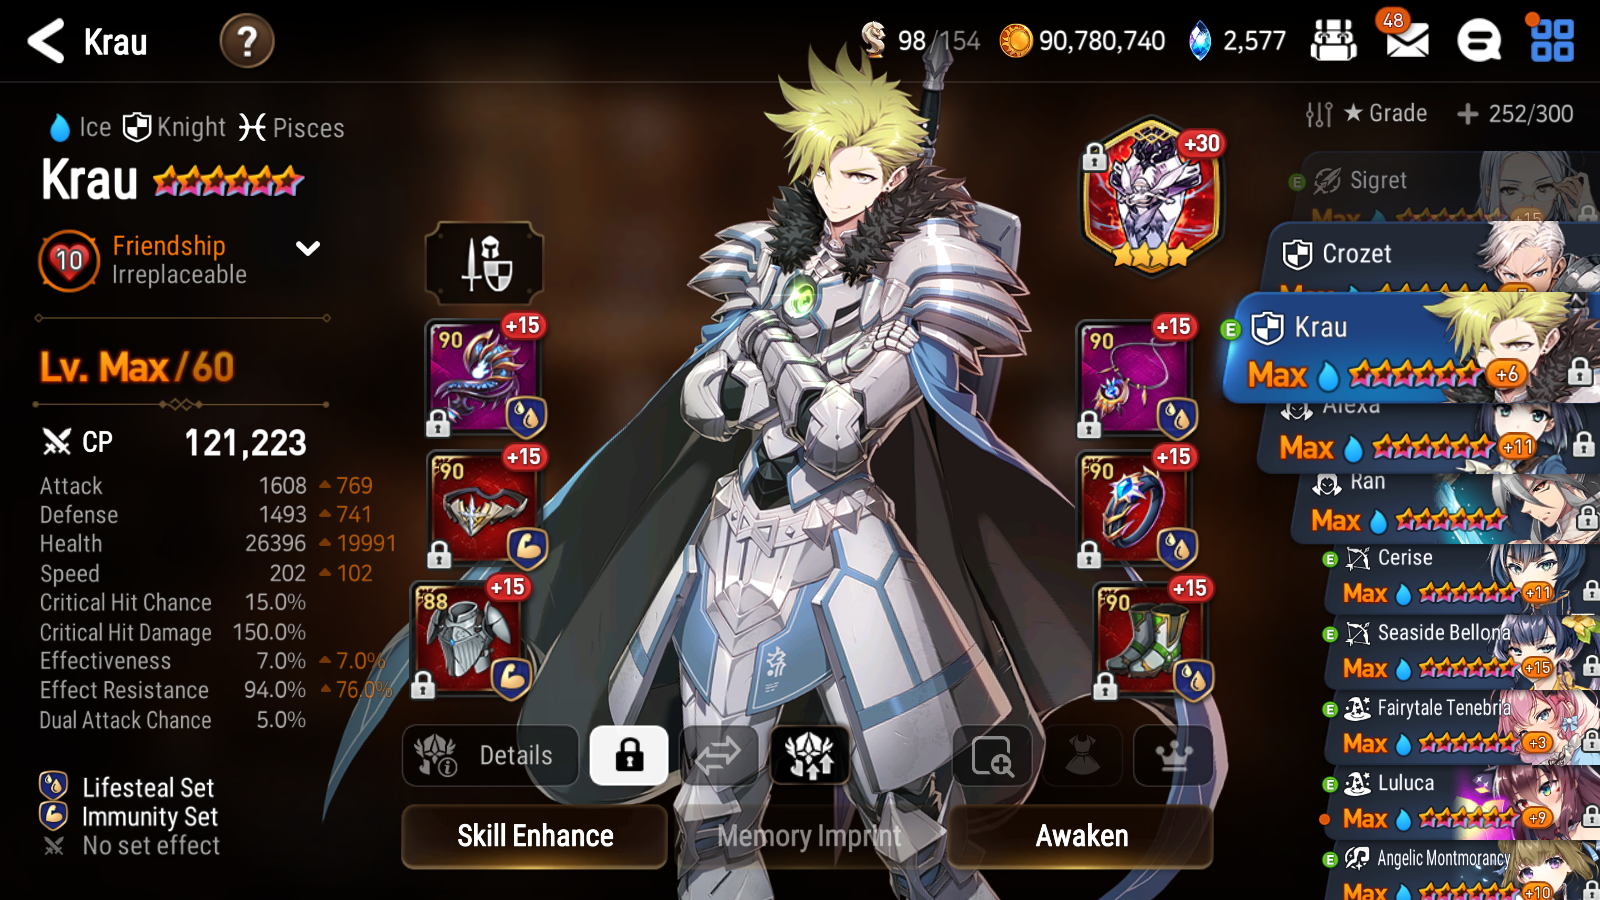 Krau
?
98/154
90,780,740
2,577
48
Ice Knight Pisces
Krau
10 Friendship
Irreplaceable
Lv. Max/60
CP 121,223
Attack 1608 769
Defense 1493 741
Health 26396 19991
Speed 202 102
Critical Hit Chance 15.0%
Critical Hit Damage 150.0%
Effectiveness 7.0% 7.0%
Effect Resistance 94.0% 76.0%
Dual Attack Chance 5.0%
Lifesteal Set
Immunity Set
No set effect
90 +15
90 +15
88 +15
+30
90 +15
90 +15
90 +15
Details
Skill Enhance
Memory Imprint
Awaken
Grade
252/300
E Sigret
Max +15
Crozet
E Krau
Max +6
Alexa
Max +11
Ran
Max
E Cerise
Max +11
E Seaside Bellona
Max +15
E Fairytale Tenebria
Max +3
E Luluca
Max +9
E Angelic Montmorancy
Max +10